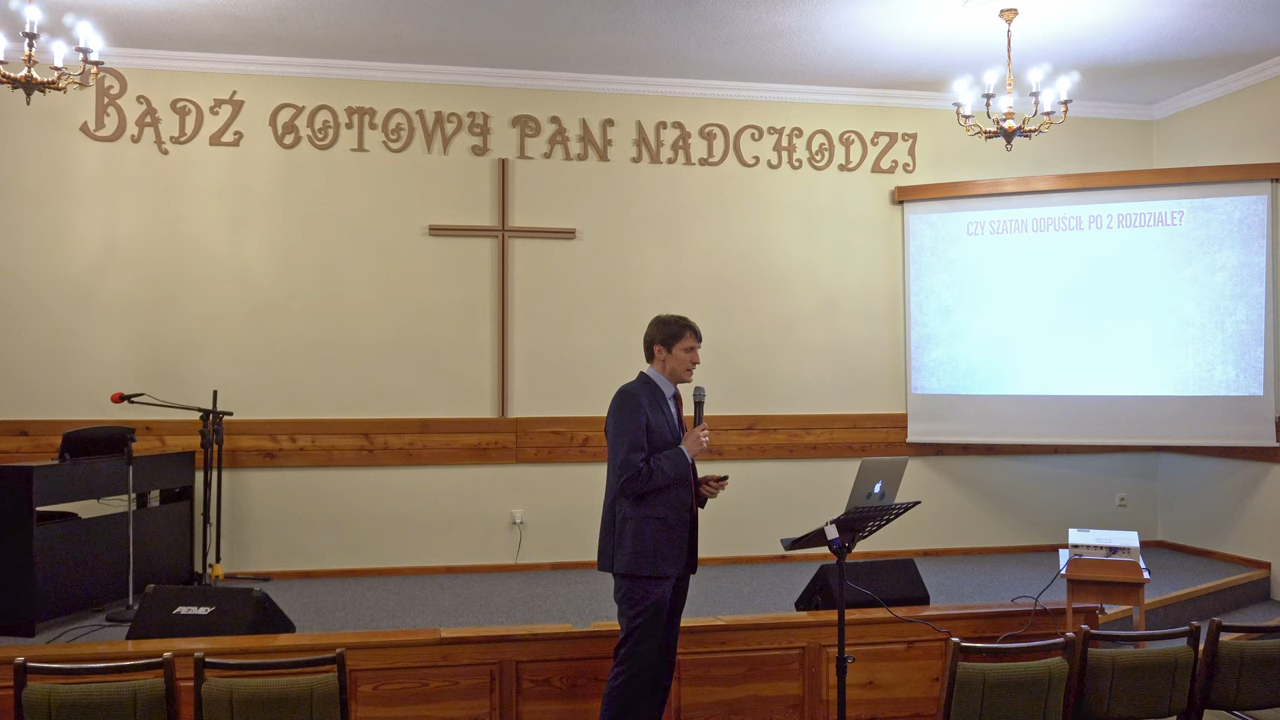 BĄDŹ GOTOWY PAN NADCHODZI
CZY SZATAN ODPUŚCIŁ PO 2 ROZDZIALE?
PEAVEY